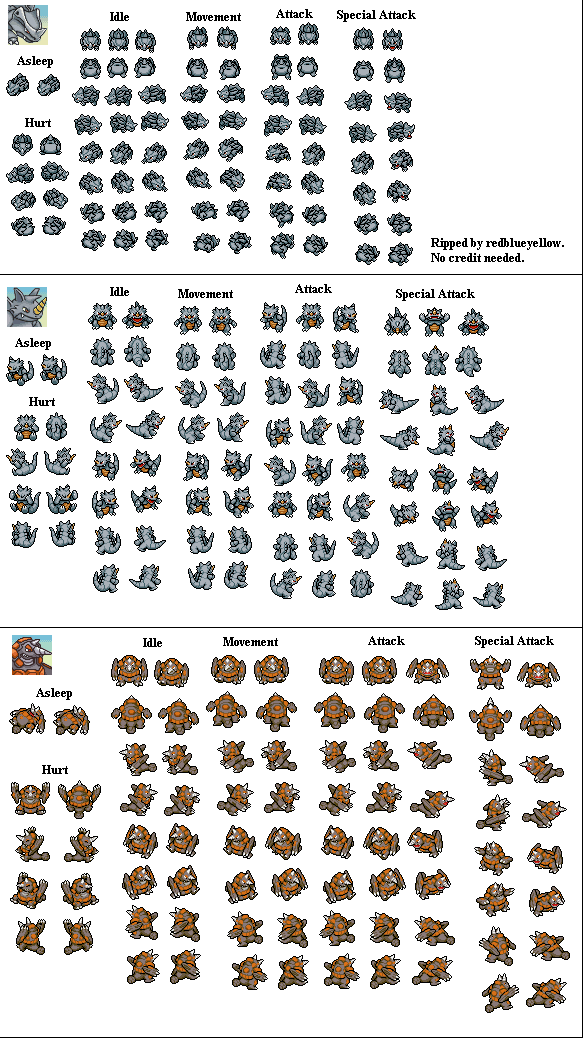 Idle
Movement
Attack
Special Attack
Asleep
Hurt
Ripped by redblueyellow.
No credit needed.
Idle
Movement
Attack
Special Attack
Asleep
Hurt
Idle
Movement
Attack
Special Attack
Asleep
Hurt